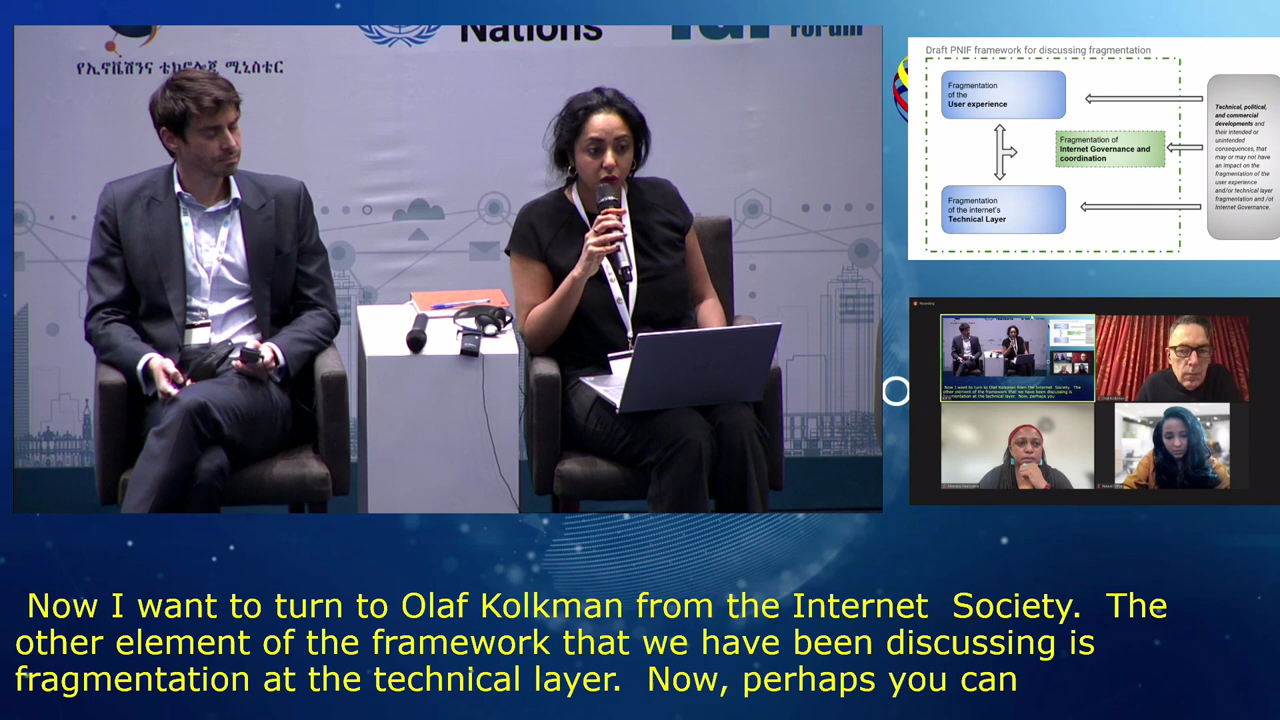 Nations
Forum
የኢኖቬሽንና ቴክኖሎጂ ሚኒስቴር
Draft PNIF framework for discussing fragmentation
Fragmentation
of the
User experience
Fragmentation of
Internet Governance and
coordination
Fragmentation
of the internet's
Technical Layer
Technical, political,
and commercial
developments and
their intended or
unintended
consequences, that
may or may not have
an impact on the
fragmentation of the
user experience
and/or technical layer
fragmentation and /ot
Internet Governance.
Now I want to turn to Olaf Kolkman from the Internet Society. The
other element of the framework that we have been discussing is
fragmentation at the technical layer. Now, perhaps you can